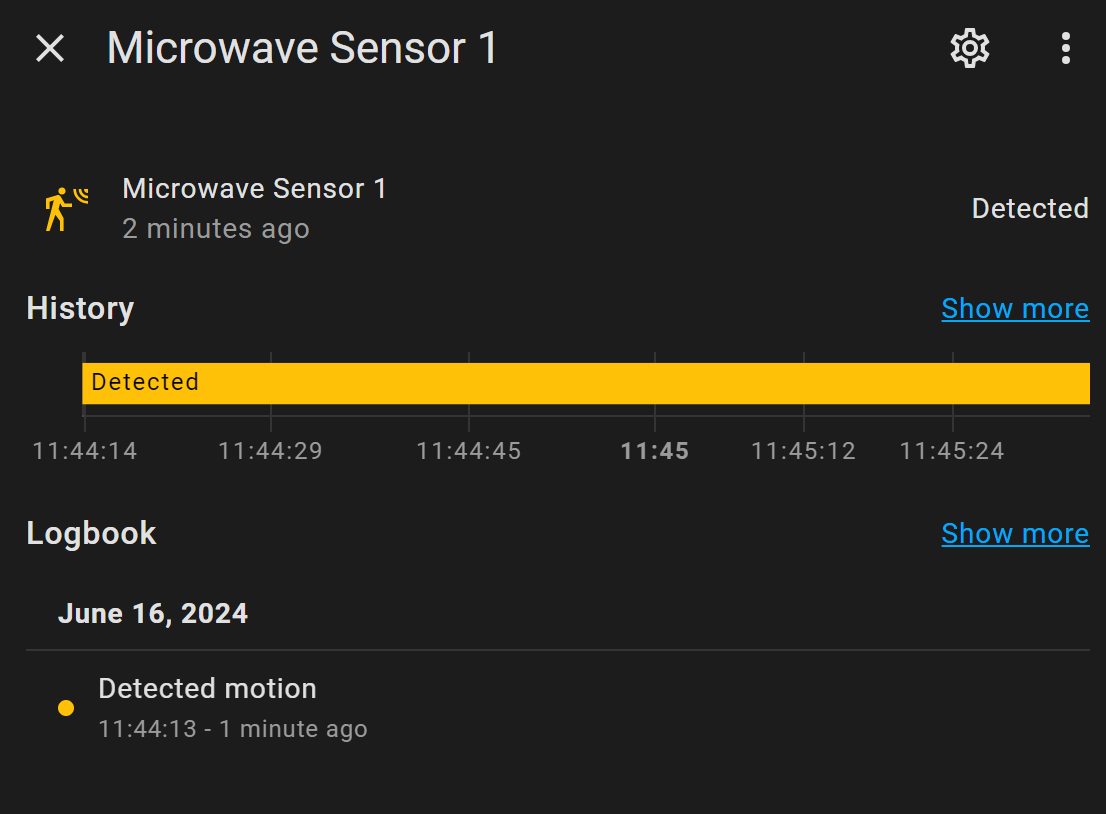 Microwave Sensor 1
Microwave Sensor 1
2 minutes ago
Detected
History
Show more
Detected
11:44:14 11:44:29 11:44:45 11:45 11:45:12 11:45:24
Logbook
Show more
June 16, 2024
Detected motion
11:44:13 - 1 minute ago